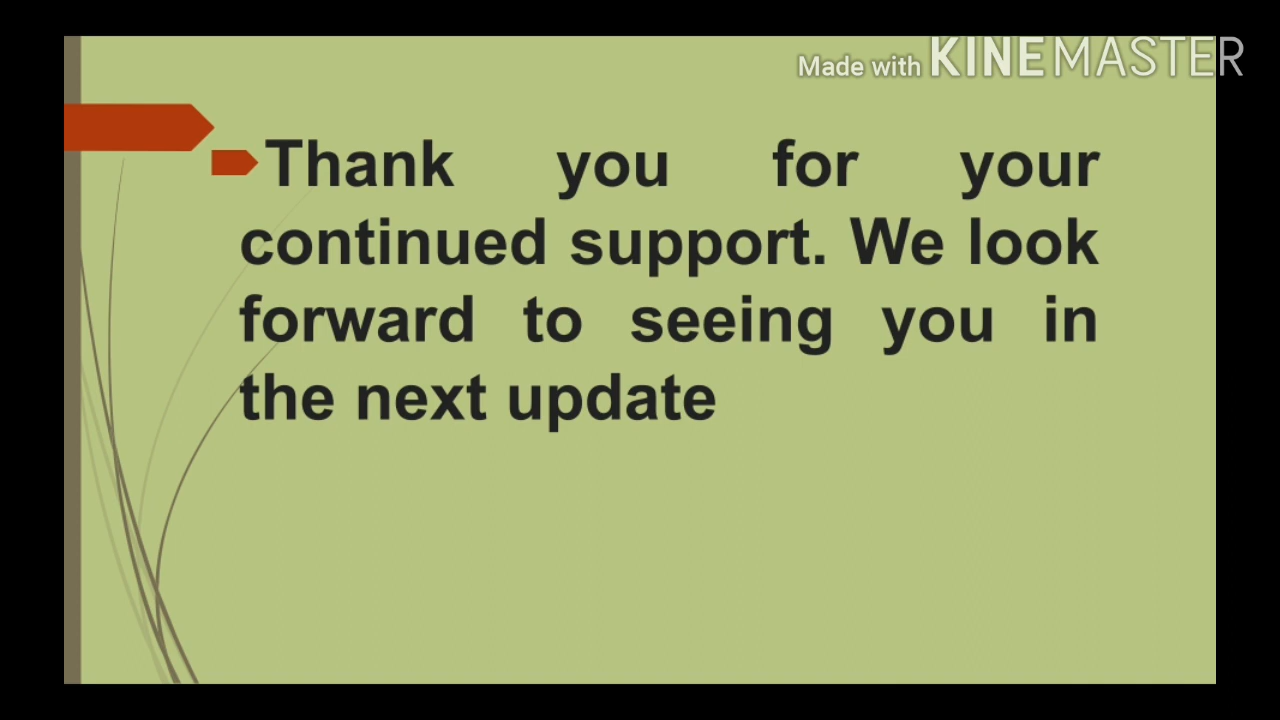 Made with KINEMASTER
Thank you for your
continued support. We look
forward to seeing you in
the next update